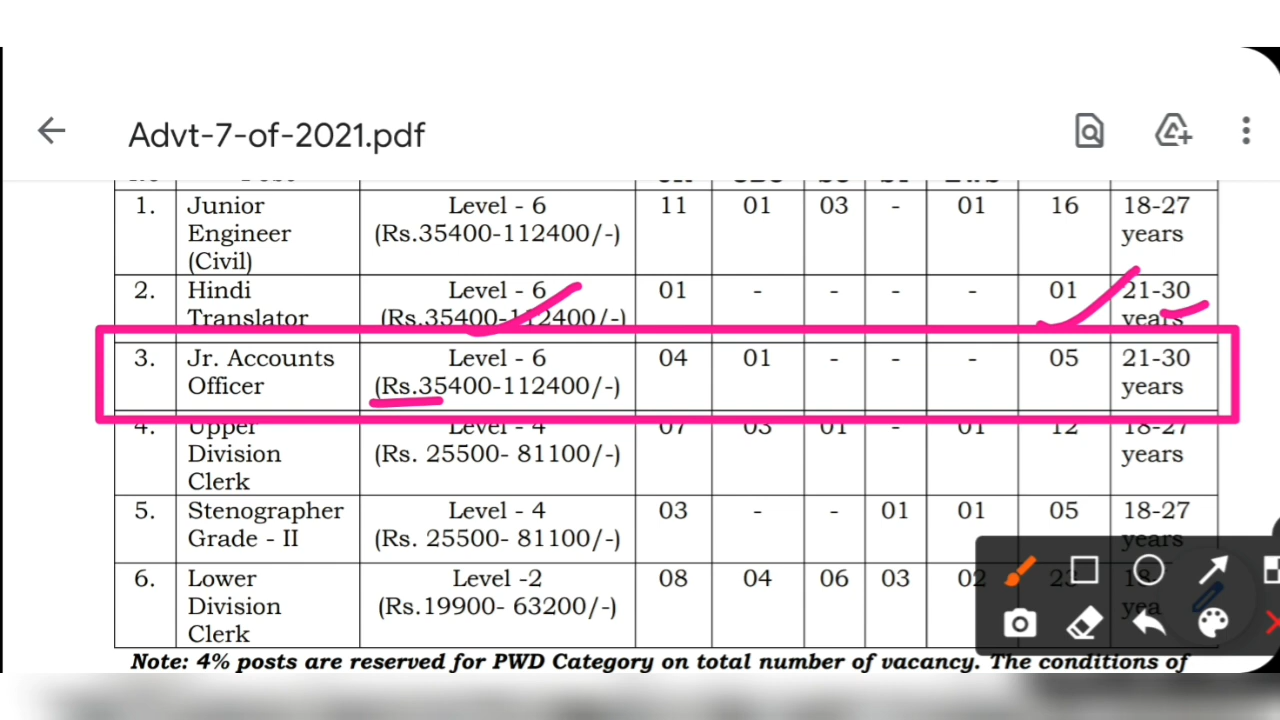 Advt-7-of-2021.pdf
1. Junior Engineer (Civil) Level - 6 (Rs.35400-112400/-) 11 01 03 - 01 16 18-27 years
2. Hindi Translator Level - 6 (Rs.35400-112400/-) 01 - - - - 01 21-30 years
3. Jr. Accounts Officer Level - 6 (Rs.35400-112400/-) 04 01 - - - 05 21-30 years
4. Upper Division Clerk Level - 4 (Rs. 25500- 81100/-) 07 03 01 - 01 12 18-27 years
5. Stenographer Grade - II Level - 4 (Rs. 25500- 81100/-) 03 - - 01 01 05 18-27 years
6. Lower Division Clerk Level -2 (Rs.19900- 63200/-) 08 04 06 03 02 23
Note: 4% posts are reserved for PWD Category on total number of vacancy. The conditions of